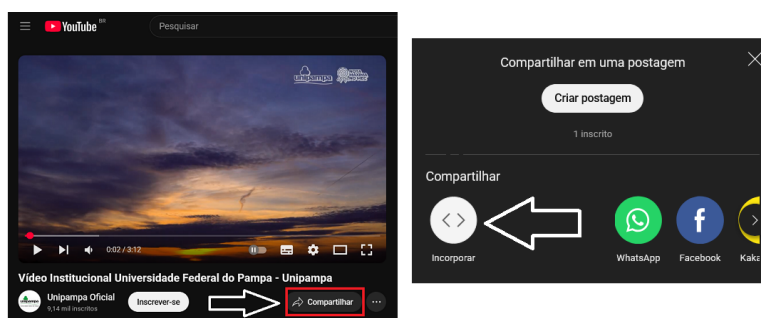 YouTube BR
Pesquisar
unipampa
0:02 / 3:12
Vídeo Institucional Universidade Federal do Pampa - Unipampa
Unipampa Oficial
9,14 mil inscritos
Inscrever-se
Compartilhar
Compartilhar em uma postagem
Criar postagem
1 inscrito
Compartilhar
Incorporar
WhatsApp
Facebook
Kaka